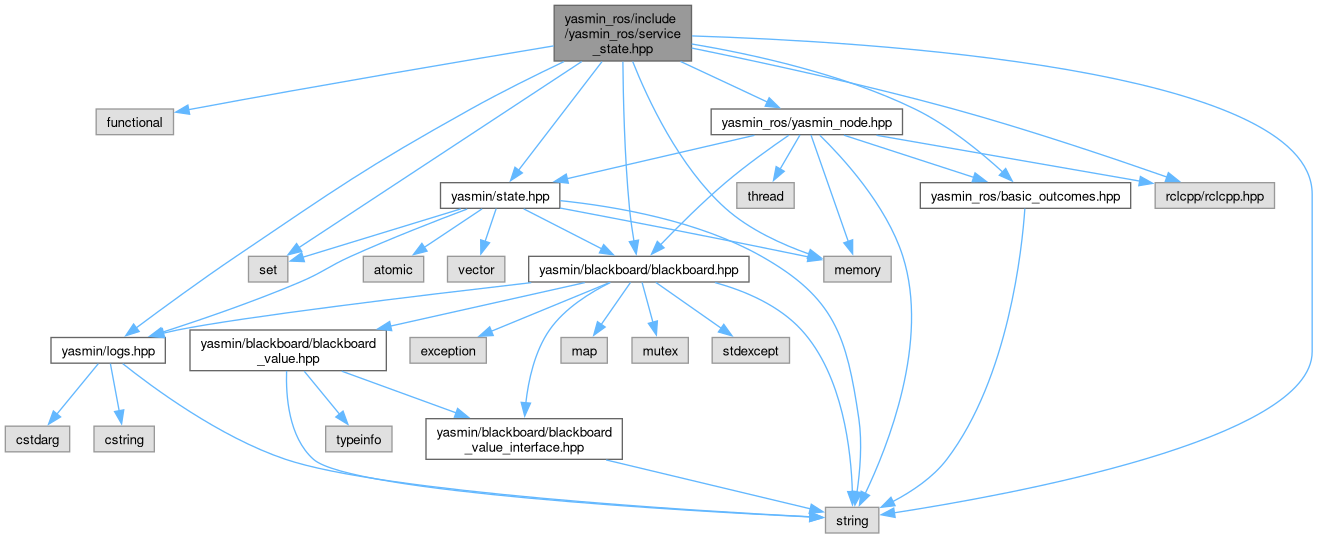 yasmin_ros/include
/yasmin_ros/service
_state.hpp
functional
yasmin_ros/yasmin_node.hpp
yasmin/state.hpp
thread
yasmin_ros/basic_outcomes.hpp
rclcpp/rclcpp.hpp
set
atomic
vector
yasmin/blackboard/blackboard.hpp
memory
yasmin/logs.hpp
yasmin/blackboard/blackboard
_value.hpp
exception
map
mutex
stdexcept
cstdarg
cstring
typeinfo
yasmin/blackboard/blackboard
_value_interface.hpp
string